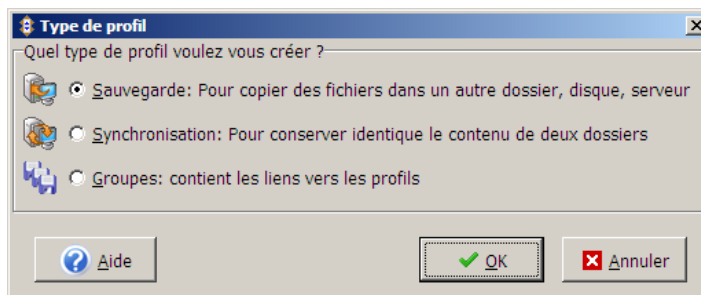 Type de profil
Quel type de profil voulez vous créer ?
Sauvegarde: Pour copier des fichiers dans un autre dossier, disque, serveur
Synchronisation: Pour conserver identique le contenu de deux dossiers
Groupes: contient les liens vers les profils
Aide
OK
Annuler